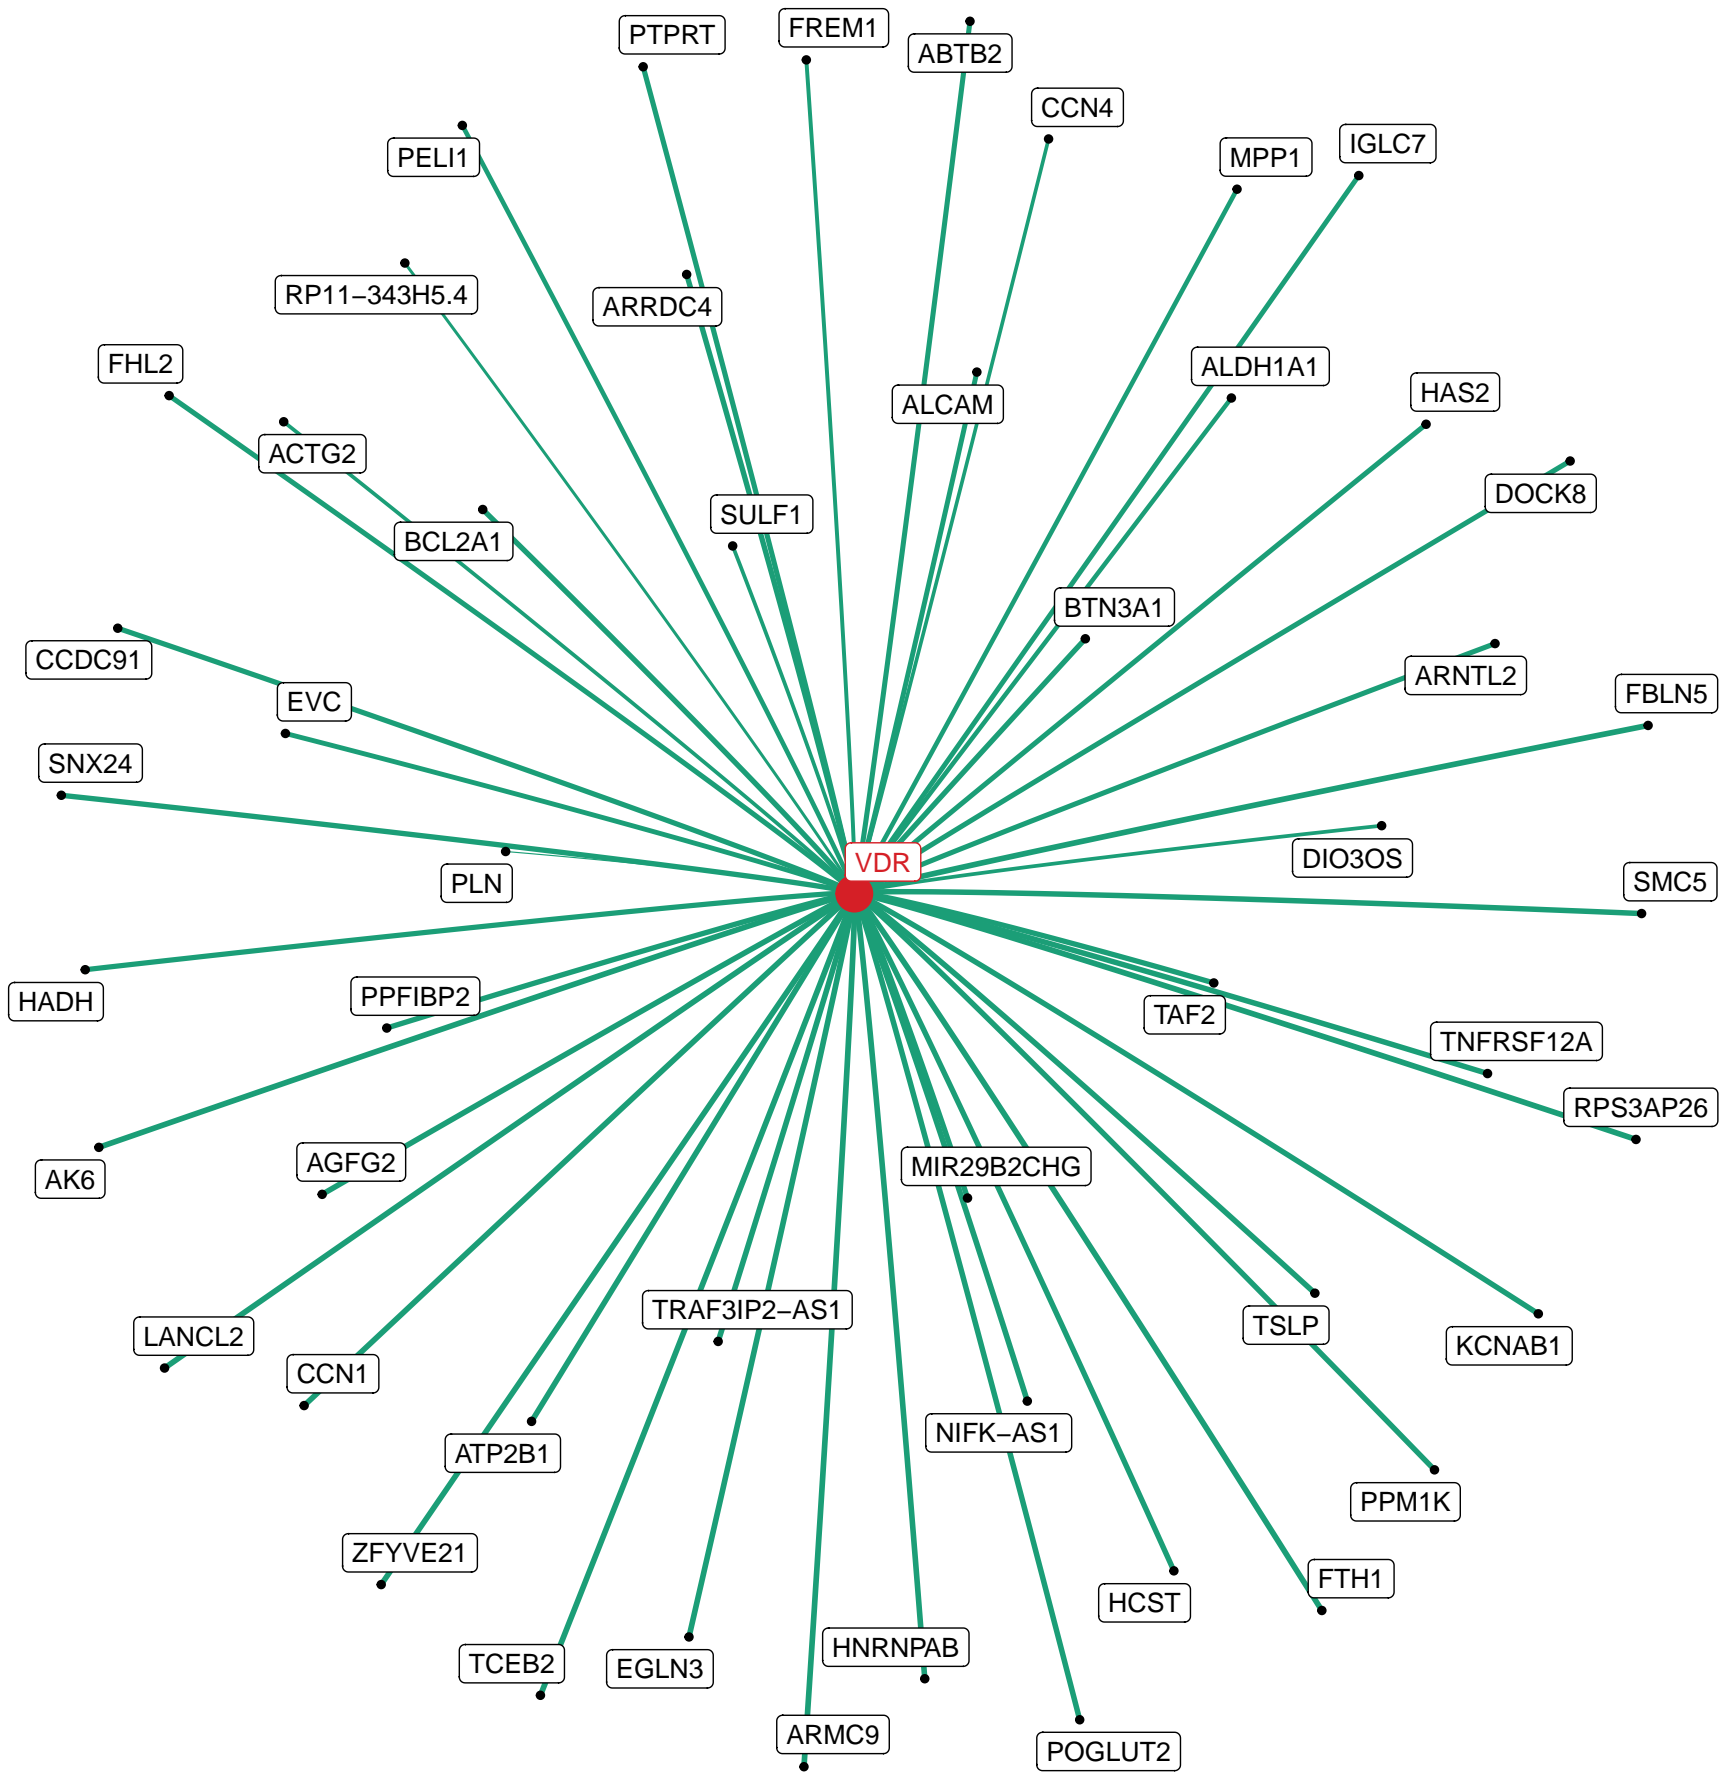 FREM1
PTPRT
ABTB2
CCN4
IGLC7
PELI1
MPP1
RP11−343H5.4
ARRDC4
FHL2
ALDH1A1
HAS2
ALCAM
ACTG2
DOCK8
SULF1
BCL2A1
BTN3A1
CCDC91
ARNTL2
FBLN5
EVC
SNX24
DIO3OS
VDR
SMC5
PLN
PPFIBP2
HADH
TAF2
TNFRSF12A
RPS3AP26
AGFG2
MIR29B2CHG
AK6
TRAF3IP2−AS1
TSLP
LANCL2
KCNAB1
CCN1
NIFK−AS1
ATP2B1
PPM1K
ZFYVE21
FTH1
HCST
HNRNPAB
TCEB2
EGLN3
ARMC9
POGLUT2